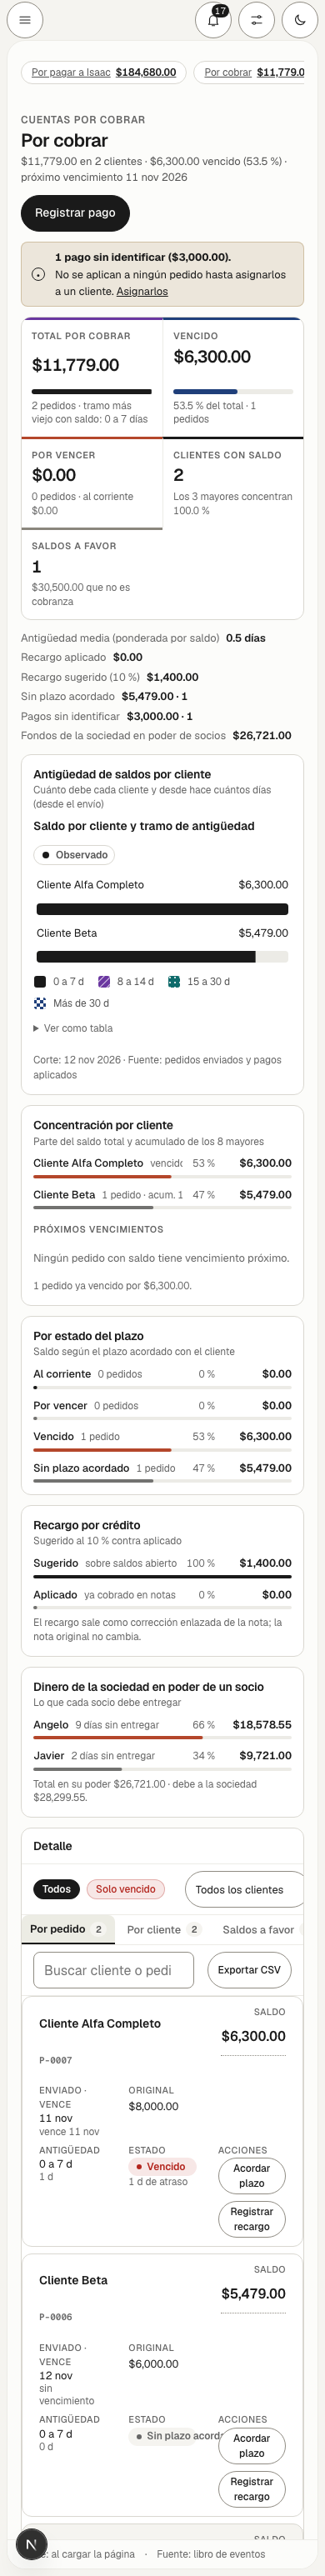 17
Por pagar a Isaac $184,680.00 Por cobrar $11,779.0
CUENTAS POR COBRAR
Por cobrar
$11,779.00 en 2 clientes · $6,300.00 vencido (53.5 %) ·
próximo vencimiento 11 nov 2026
Registrar pago
1 pago sin identificar ($3,000.00).
No se aplican a ningún pedido hasta asignarlos
a un cliente. Asignarlos
TOTAL POR COBRAR
$11,779.00
2 pedidos · tramo más
viejo con saldo: 0 a 7 días
VENCIDO
$6,300.00
53.5 % del total · 1
pedidos
POR VENCER
$0.00
0 pedidos · al corriente
$0.00
CLIENTES CON SALDO
2
Los 3 mayores concentran
100.0 %
SALDOS A FAVOR
1
$30,500.00 que no es
cobranza
Antigüedad media (ponderada por saldo) 0.5 días
Recargo aplicado $0.00
Recargo sugerido (10 %) $1,400.00
Sin plazo acordado $5,479.00 · 1
Pagos sin identificar $3,000.00 · 1
Fondos de la sociedad en poder de socios $26,721.00
Antigüedad de saldos por cliente
Cuánto debe cada cliente y desde hace cuántos días
(desde el envío)
Saldo por cliente y tramo de antigüedad
Observado
Cliente Alfa Completo $6,300.00
Cliente Beta $5,479.00
0 a 7 d 8 a 14 d 15 a 30 d
Más de 30 d
Ver como tabla
Corte: 12 nov 2026 · Fuente: pedidos enviados y pagos
aplicados
Concentración por cliente
Parte del saldo total y acumulado de los 8 mayores
Cliente Alfa Completo 53 % $6,300.00
Cliente Beta 1 pedido · acum. 1 47 % $5,479.00
PRÓXIMOS VENCIMIENTOS
Ningún pedido con saldo tiene vencimiento próximo.
1 pedido ya vencido por $6,300.00.
Por estado del plazo
Saldo según el plazo acordado con el cliente
Al corriente 0 pedidos 0 % $0.00
Por vencer 0 pedidos 0 % $0.00
Vencido 1 pedido 53 % $6,300.00
Sin plazo acordado 1 pedido 47 % $5,479.00
Recargo por crédito
Sugerido al 10 % contra aplicado
Sugerido sobre saldos abierto 100 % $1,400.00
Aplicado ya cobrado en notas 0 % $0.00
El recargo sale como corrección enlazada de la nota; la
nota original no cambia.
Dinero de la sociedad en poder de un socio
Lo que cada socio debe entregar
Angelo 9 días sin entregar 66 % $18,578.55
Javier 2 días sin entregar 34 % $9,721.00
Total en su poder $26,721.00 · debe a la sociedad
$28,299.55.
Detalle
Todos Solo vencido Todos los clientes
Por pedido 2 Por cliente 2 Saldos a favor
Buscar cliente o pedi Exportar CSV
Cliente Alfa Completo
SALDO
$6,300.00
P-0007
ENVIADO ·
VENCE
11 nov
vence 11 nov
ORIGINAL
$8,000.00
ANTIGÜEDAD
0 a 7 d
1 d
ESTADO
Vencido
1 d de atraso
ACCIONES
Acordar
plazo
Registrar
recargo
Cliente Beta
SALDO
$5,479.00
P-0006
ENVIADO ·
VENCE
12 nov
sin
vencimiento
ORIGINAL
$6,000.00
ANTIGÜEDAD
0 a 7 d
0 d
ESTADO
Sin plazo
ACCIONES
Acordar
plazo
Registrar
recargo
SALDO
N
al cargar la página · Fuente: libro de eventos